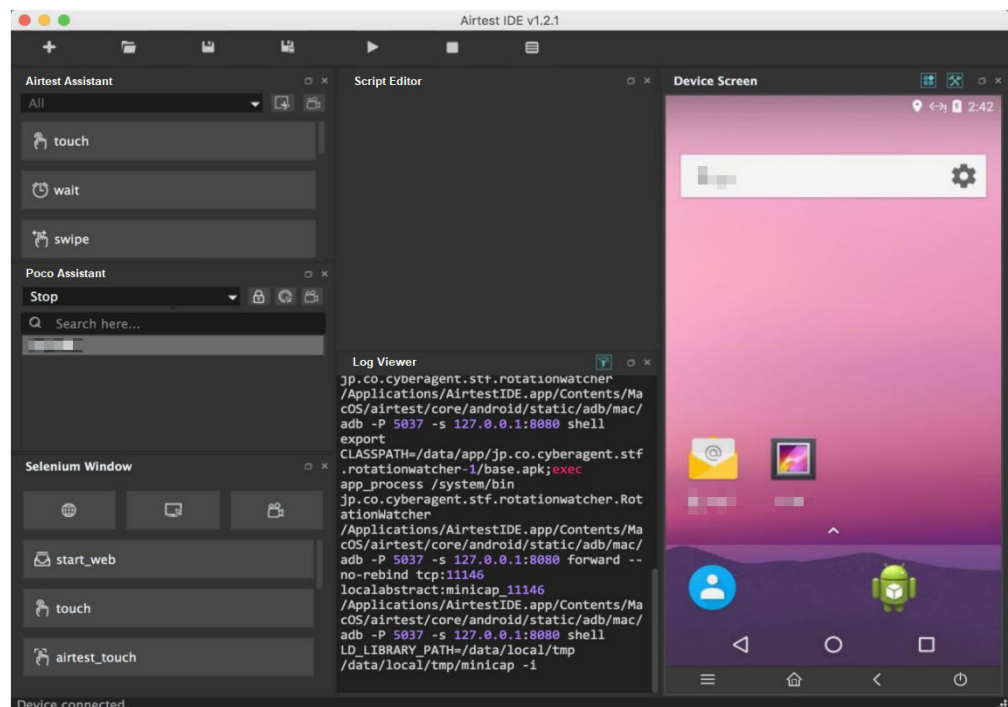 Airtest IDE v1.2.1
Airtest Assistant
All
touch
wait
swipe
Poco Assistant
Stop
Search here...
Selenium Window
start_web
touch
airtest_touch
Device connected
Script Editor
Log Viewer
jp.co.cyberagent.stf.rotationwatcher
/Applications/AirtestIDE.app/Contents/Ma
cOS/airtest/core/android/static/adb/mac/
adb -P 5037 -s 127.0.0.1:8080 shell
export
CLASSPATH=/data/app/jp.co.cyberagent.stf
.rotationwatcher-1/base.apk;exec
app_process /system/bin
jp.co.cyberagent.stf.rotationwatcher.Rot
ationWatcher
/Applications/AirtestIDE.app/Contents/Ma
cOS/airtest/core/android/static/adb/mac/
adb -P 5037 -s 127.0.0.1:8080 forward --
no-rebind tcp:11146
localabstract:minicap_11146
/Applications/AirtestIDE.app/Contents/Ma
cOS/airtest/core/android/static/adb/mac/
adb -P 5037 -s 127.0.0.1:8080 shell
LD_LIBRARY_PATH=/data/local/tmp
/data/local/tmp/minicap -i
Device Screen
2:42